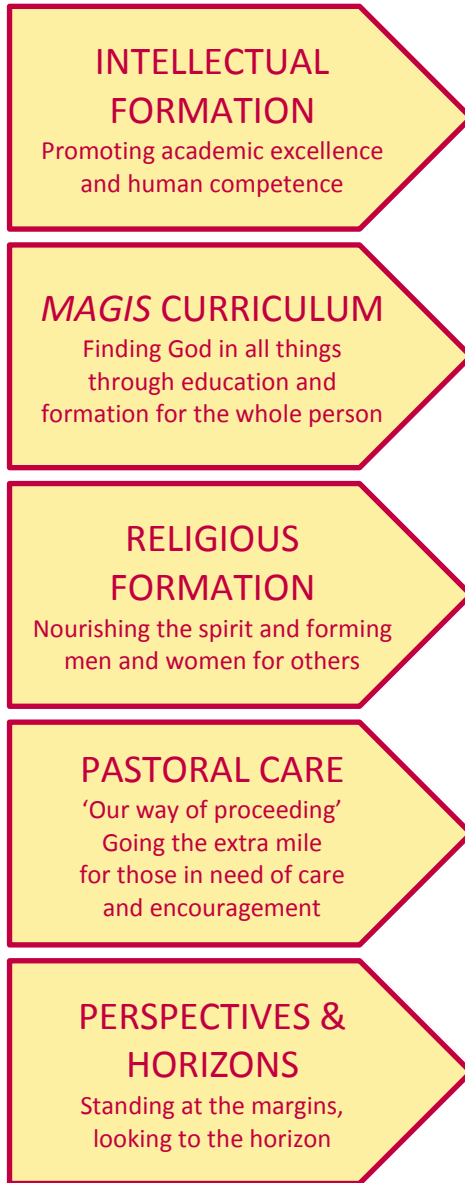 INTELLECTUAL
FORMATION
Promoting academic excellence
and human competence
MAGIS CURRICULUM
Finding God in all things
through education and
formation for the whole person
RELIGIOUS
FORMATION
Nourishing the spirit and forming
men and women for others
PASTORAL CARE
‘Our way of proceeding’
Going the extra mile
for those in need of care
and encouragement
PERSPECTIVES &
HORIZONS
Standing at the margins,
looking to the horizon